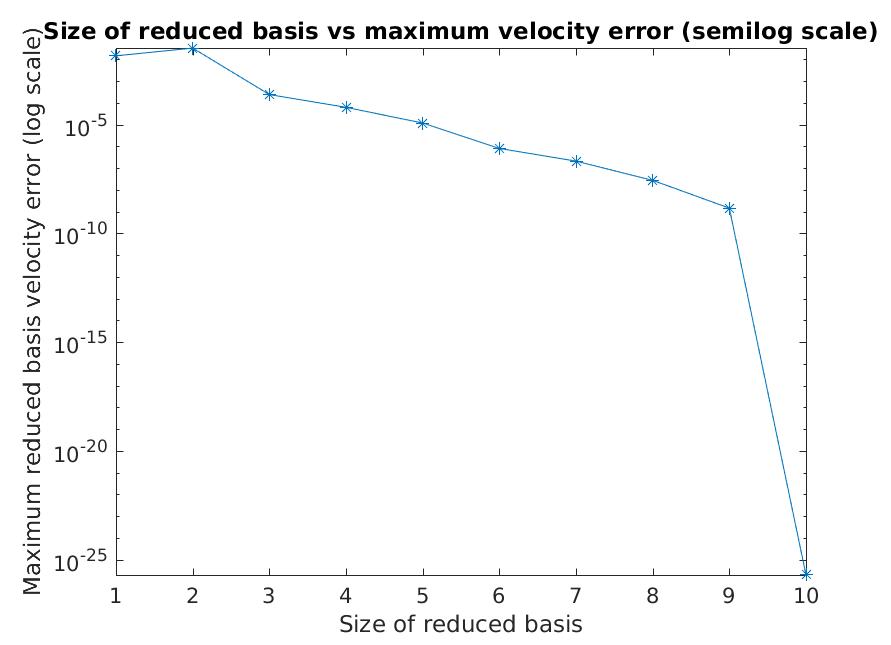 Size of reduced basis vs maximum velocity error (semilog scale)
Maximum reduced basis velocity error (log scale)
10^-5
10^-10
10^-15
10^-20
10^-25
1 2 3 4 5 6 7 8 9 10
Size of reduced basis